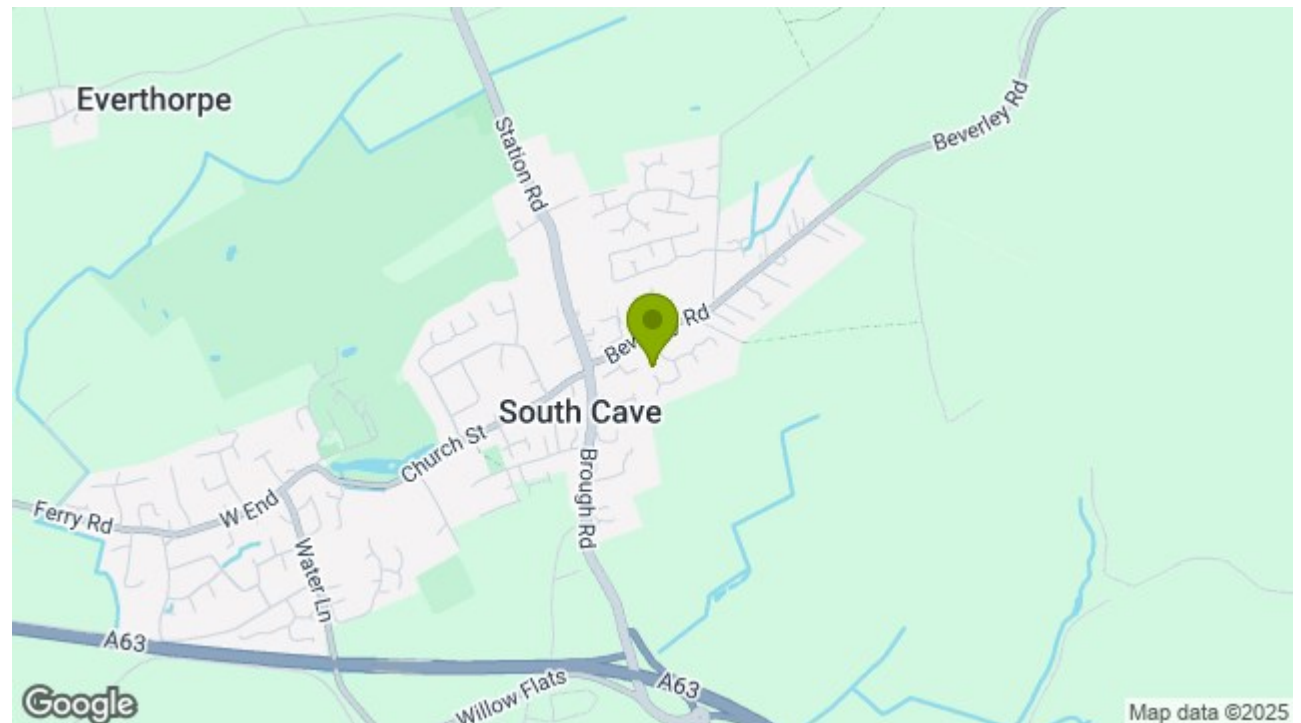 Everthorpe
Station Rd
Beverley Rd
Beverley Rd
South Cave
Church St
Brough Rd
W End
Ferry Rd
Water Ln
A63
A63
Willow Flats
Google
Map data ©2025